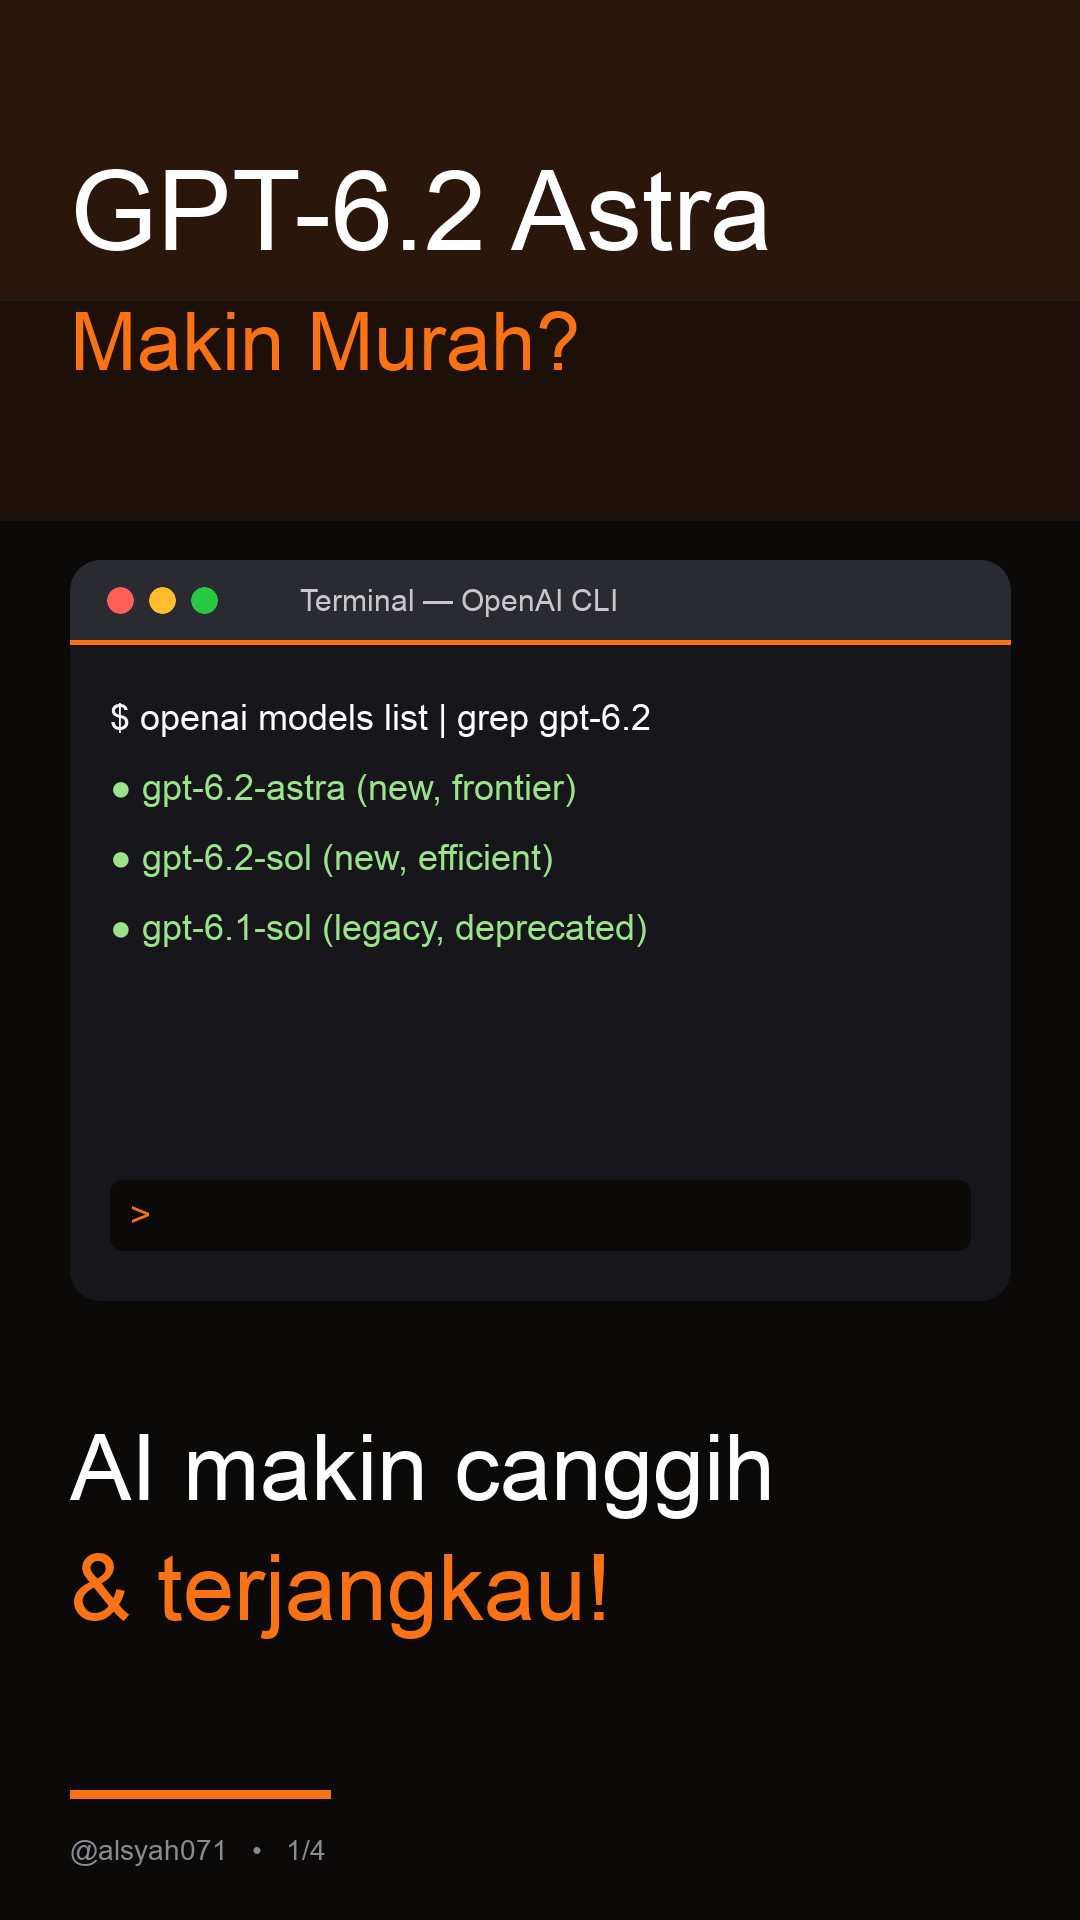 GPT-6.2 Astra
Makin Murah?
Terminal — OpenAI CLI
$ openai models list | grep gpt-6.2
● gpt-6.2-astra (new, frontier)
● gpt-6.2-sol (new, efficient)
● gpt-6.1-sol (legacy, deprecated)
>
AI makin canggih
& terjangkau!
@alsyah071 • 1/4